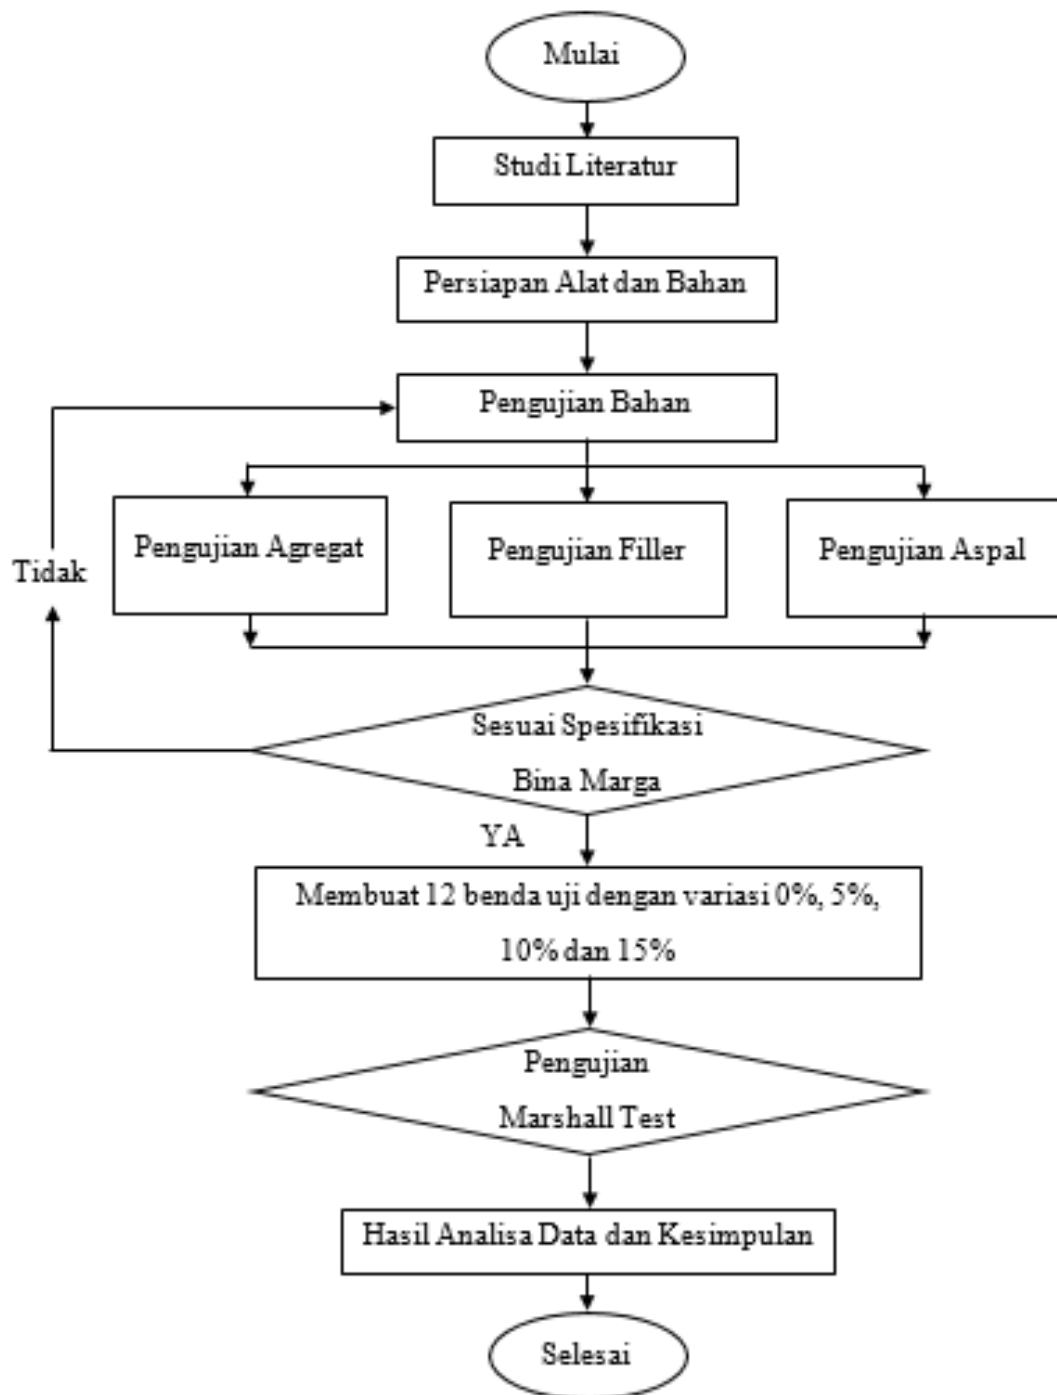 Mulai
Studi Literatur
Persiapan Alat dan Bahan
Pengujian Bahan
Pengujian Agregat
Pengujian Filler
Pengujian Aspal
Tidak
Sesuai Spesifikasi
Bina Marga
YA
Membuat 12 benda uji dengan variasi 0%, 5%,
10% dan 15%
Pengujian
Marshall Test
Hasil Analisa Data dan Kesimpulan
Selesai